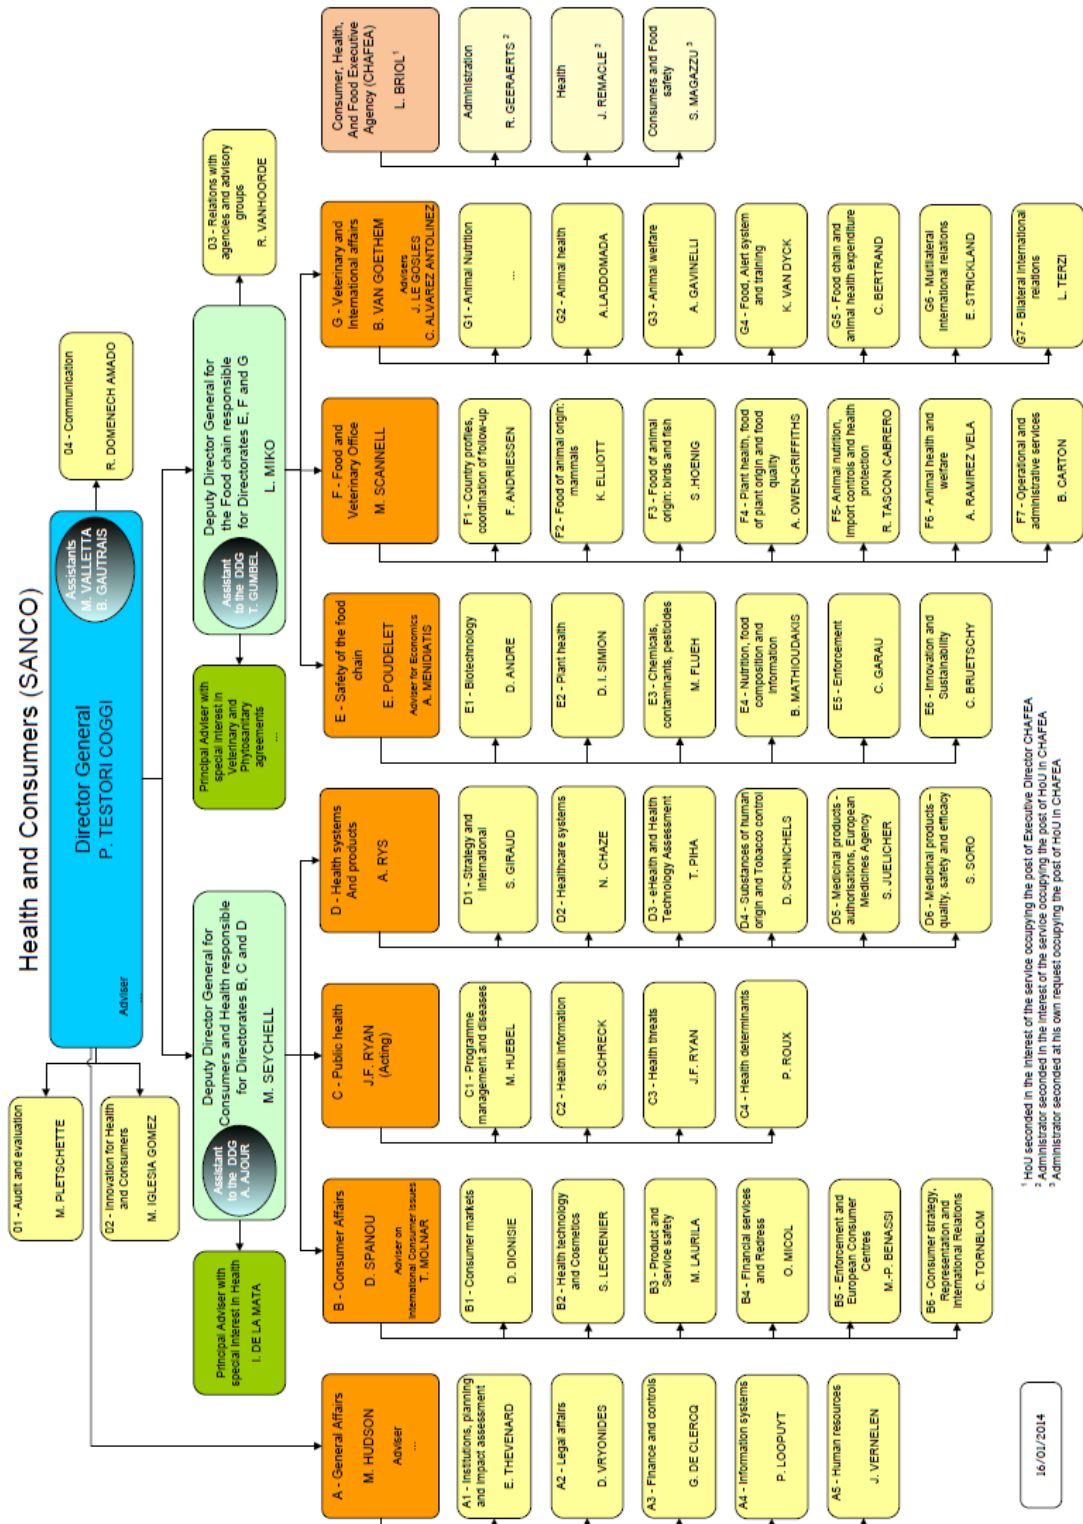 Health and Consumers (SANCO)
Director General
P. TESTORI COGGI
Adviser
...
Assistants
M. VALLETTA
B. GAUTRAIS
01 - Audit and evaluation
M. PLETSCHETTE
02 - Innovation for Health
and Consumers
M. IGLESIA GOMEZ
04 - Communication
R. DOMENECH AMADO
Principal Adviser with
special Interest in Health
I. DE LA MATA
Deputy Director General for
Consumers and Health responsible
for Directorates B, C and D
M. SEYCHELL
Assistant
to the DDG
A. AJOUR
Principal Adviser with
special Interest in
Veterinary and
Phytosanitary
agreements
...
Deputy Director General for
the Food chain responsible
for Directorates E, F and G
L. MIKO
Assistant
to the DDG
T. GUMBEL
03 - Relations with
agencies and advisory
groups
R. VANHOORDE
A - General Affairs
M. HUDSON
Adviser
...
A1 - Institutions, planning
and Impact assessment
E. THEVENARD
A2 - Legal affairs
D. VRYONIDES
A3 - Finance and controls
G. DE CLERCQ
A4 - Information systems
P. LOOPUYT
A5 - Human resources
J. VERNELEN
B - Consumer Affairs
D. SPANOU
Adviser on
International Consumer Issues
T. MOLNAR
B1 - Consumer markets
D. DIONISIE
B2 - Health technology
and Cosmetics
S. LECRENIER
B3 - Product and
Service safety
M. LAURILA
B4 - Financial services
and Redress
O. MICOL
B5 - Enforcement and
European Consumer
Centres
M.-P. BENASSI
B6 - Consumer strategy,
Representation and
International Relations
C. TORNBLOM
C - Public health
J.F. RYAN
(Acting)
C1 - Programme
management and diseases
M. HUEBEL
C2 - Health Information
S. SCHRECK
C3 - Health treats
J.F. RYAN
C4 - Health determinants
P. ROUX
D - Health systems
And products
A. RYS
D1 - Strategy and
International
S. GIRAUD
D2 - Healthcare systems
N. CHAZE
D3 - eHealth and Health
Technology Assessment
T. PIHA
D4 - Substances of human
origin and Tobacco control
D. SCHNICHELS
D5 - Medicinal products -
authorisations, European
Medicines Agency
S. JUELICHER
D6 - Medicinal products –
quality, safety and efficacy
S. SORO
E - Safety of the food
chain
E. POUDELET
Adviser for Economics
A. MENIDIATIS
E1 - Biotechnology
D. ANDRE
E2 - Plant health
D. I. SIMION
E3 - Chemicals,
contaminants, pesticides
M. FLUEH
E4 - Nutrition, food
composition and
Information
B. MATHIOUDAKIS
E5 - Enforcement
C. GARAU
E6 - Innovation and
Sustainability
C. BRUETSCHY
F - Food and
Veterinary Office
M. SCANNELL
F1 - Country profiles,
coordination of follow-up
F. ANDRIESSEN
F2 - Food of animal origin:
mammals
K. ELLIOTT
F3 - Food of animal
origin: birds and fish
S .HOENIG
F4 - Plant health, food
of plant origin and food
quality
A. OWEN-GRIFFITHS
F5- Animal nutrition,
Import controls and health
protection
R. TASCON CABRERO
F6 - Animal health and
welfare
A. RAMIREZ VELA
F7 - Operational and
administrative services
B. CARTON
G - Veterinary and
International affairs
B. VAN GOETHEM
Advisers
J. LE GOSLES
C. ALVAREZ ANTOLINEZ
G1 - Animal Nutrition
...
G2 - Animal health
A.LADDOMADA
G3 - Animal welfare
A. GAVINELLI
G4 - Food, Alert system
and training
K. VAN DYCK
G5 - Food chain and
animal health expenditure
C. BERTRAND
G6 - Multilateral
International relations
E. STRICKLAND
G7 - Bilateral International
relations
L. TERZI
Consumer, Health,
And Food Executive
Agency (CHAFEA)
L. BRIOL¹
Administration
R. GEERAERTS ²
Health
J. REMACLE ²
Consumers and Food
safety
S. MAGAZZU ³
16/01/2014
¹ HoU seconded in the Interest of the service occupying the post of Executive Director CHAFEA
² Administrator seconded in the Interest of the service occupying the post of HoU in CHAFEA
³ Administrator seconded at his own request occupying the post of HoU in CHAFEA